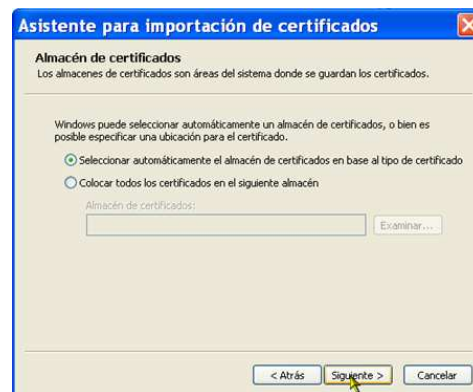 Asistente para importación de certificados
Almacén de certificados
Los almacenes de certificados son áreas del sistema donde se guardan los certificados.
Windows puede seleccionar automáticamente un almacén de certificados, o bien es
posible especificar una ubicación para el certificado.
Seleccionar automáticamente el almacén de certificados en base al tipo de certificado
Colocar todos los certificados en el siguiente almacén
Almacén de certificados:
Examinar...
< Atrás Siguiente > Cancelar